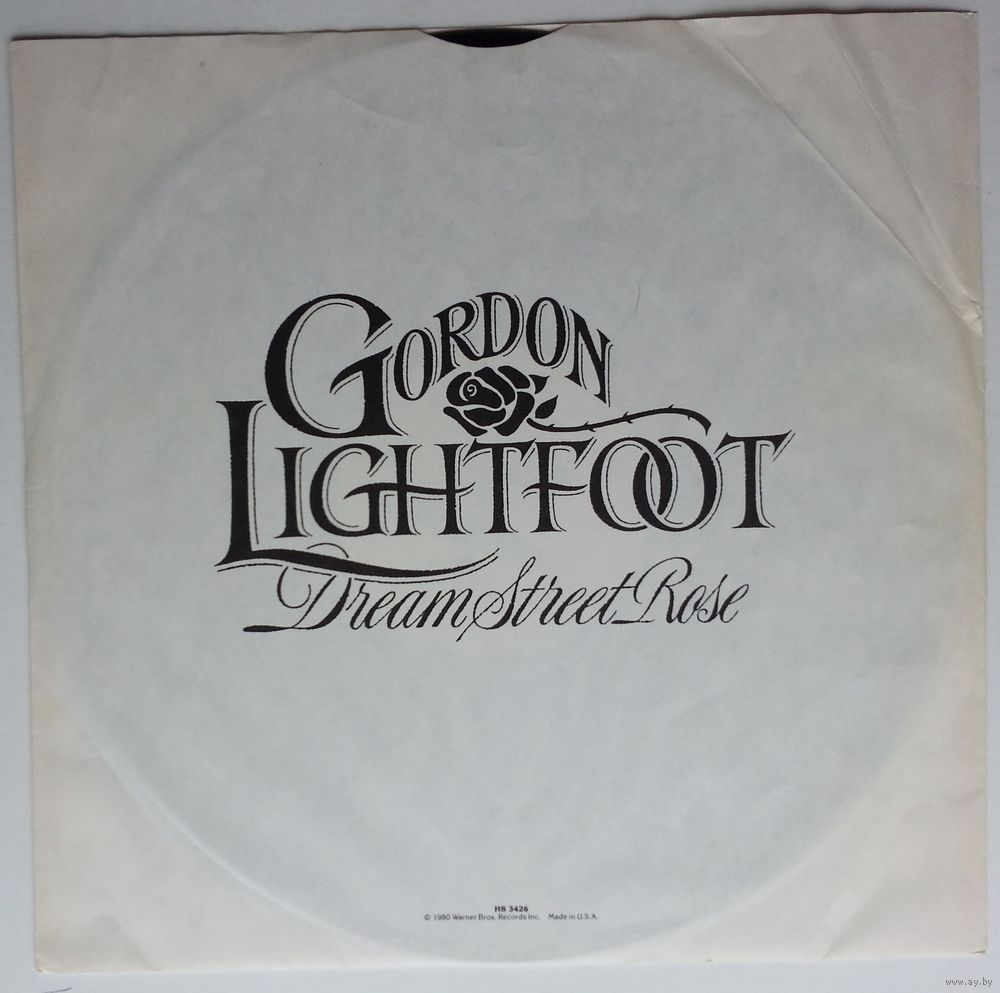 GORDON
LIGHTFOOT
Dream Street Rose
HS 3426
© 1980 Warner Bros. Records Inc. Made in U.S.A.
www.ay.by